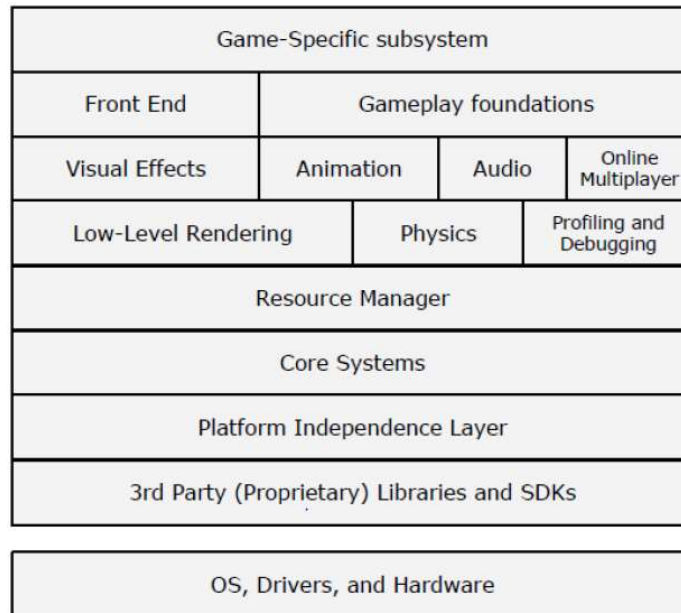 Game-Specific subsystem
Front End
Gameplay foundations
Visual Effects
Animation
Audio
Online
Multiplayer
Low-Level Rendering
Physics
Profiling and
Debugging
Resource Manager
Core Systems
Platform Independence Layer
3rd Party (Proprietary) Libraries and SDKs
OS, Drivers, and Hardware